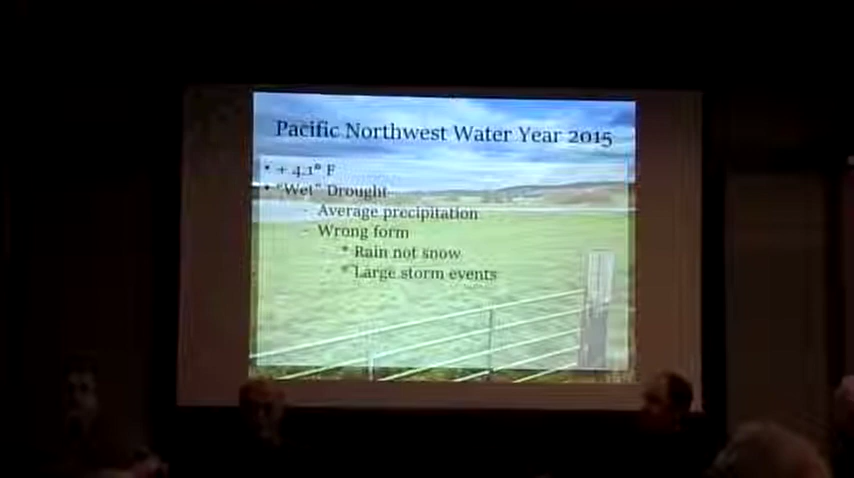 Pacific Northwest Water Year 2015
• + 4.1° F
• "Wet" Drought
- Average precipitation
- Wrong form
* Rain not snow
* Large storm events